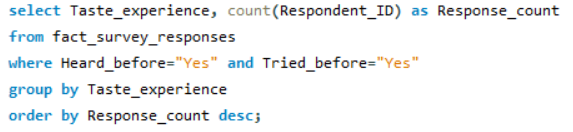 select Taste_experience, count(Respondent_ID) as Response_count
from fact_survey_responses
where Heard_before="Yes" and Tried_before="Yes"
group by Taste_experience
order by Response_count desc;